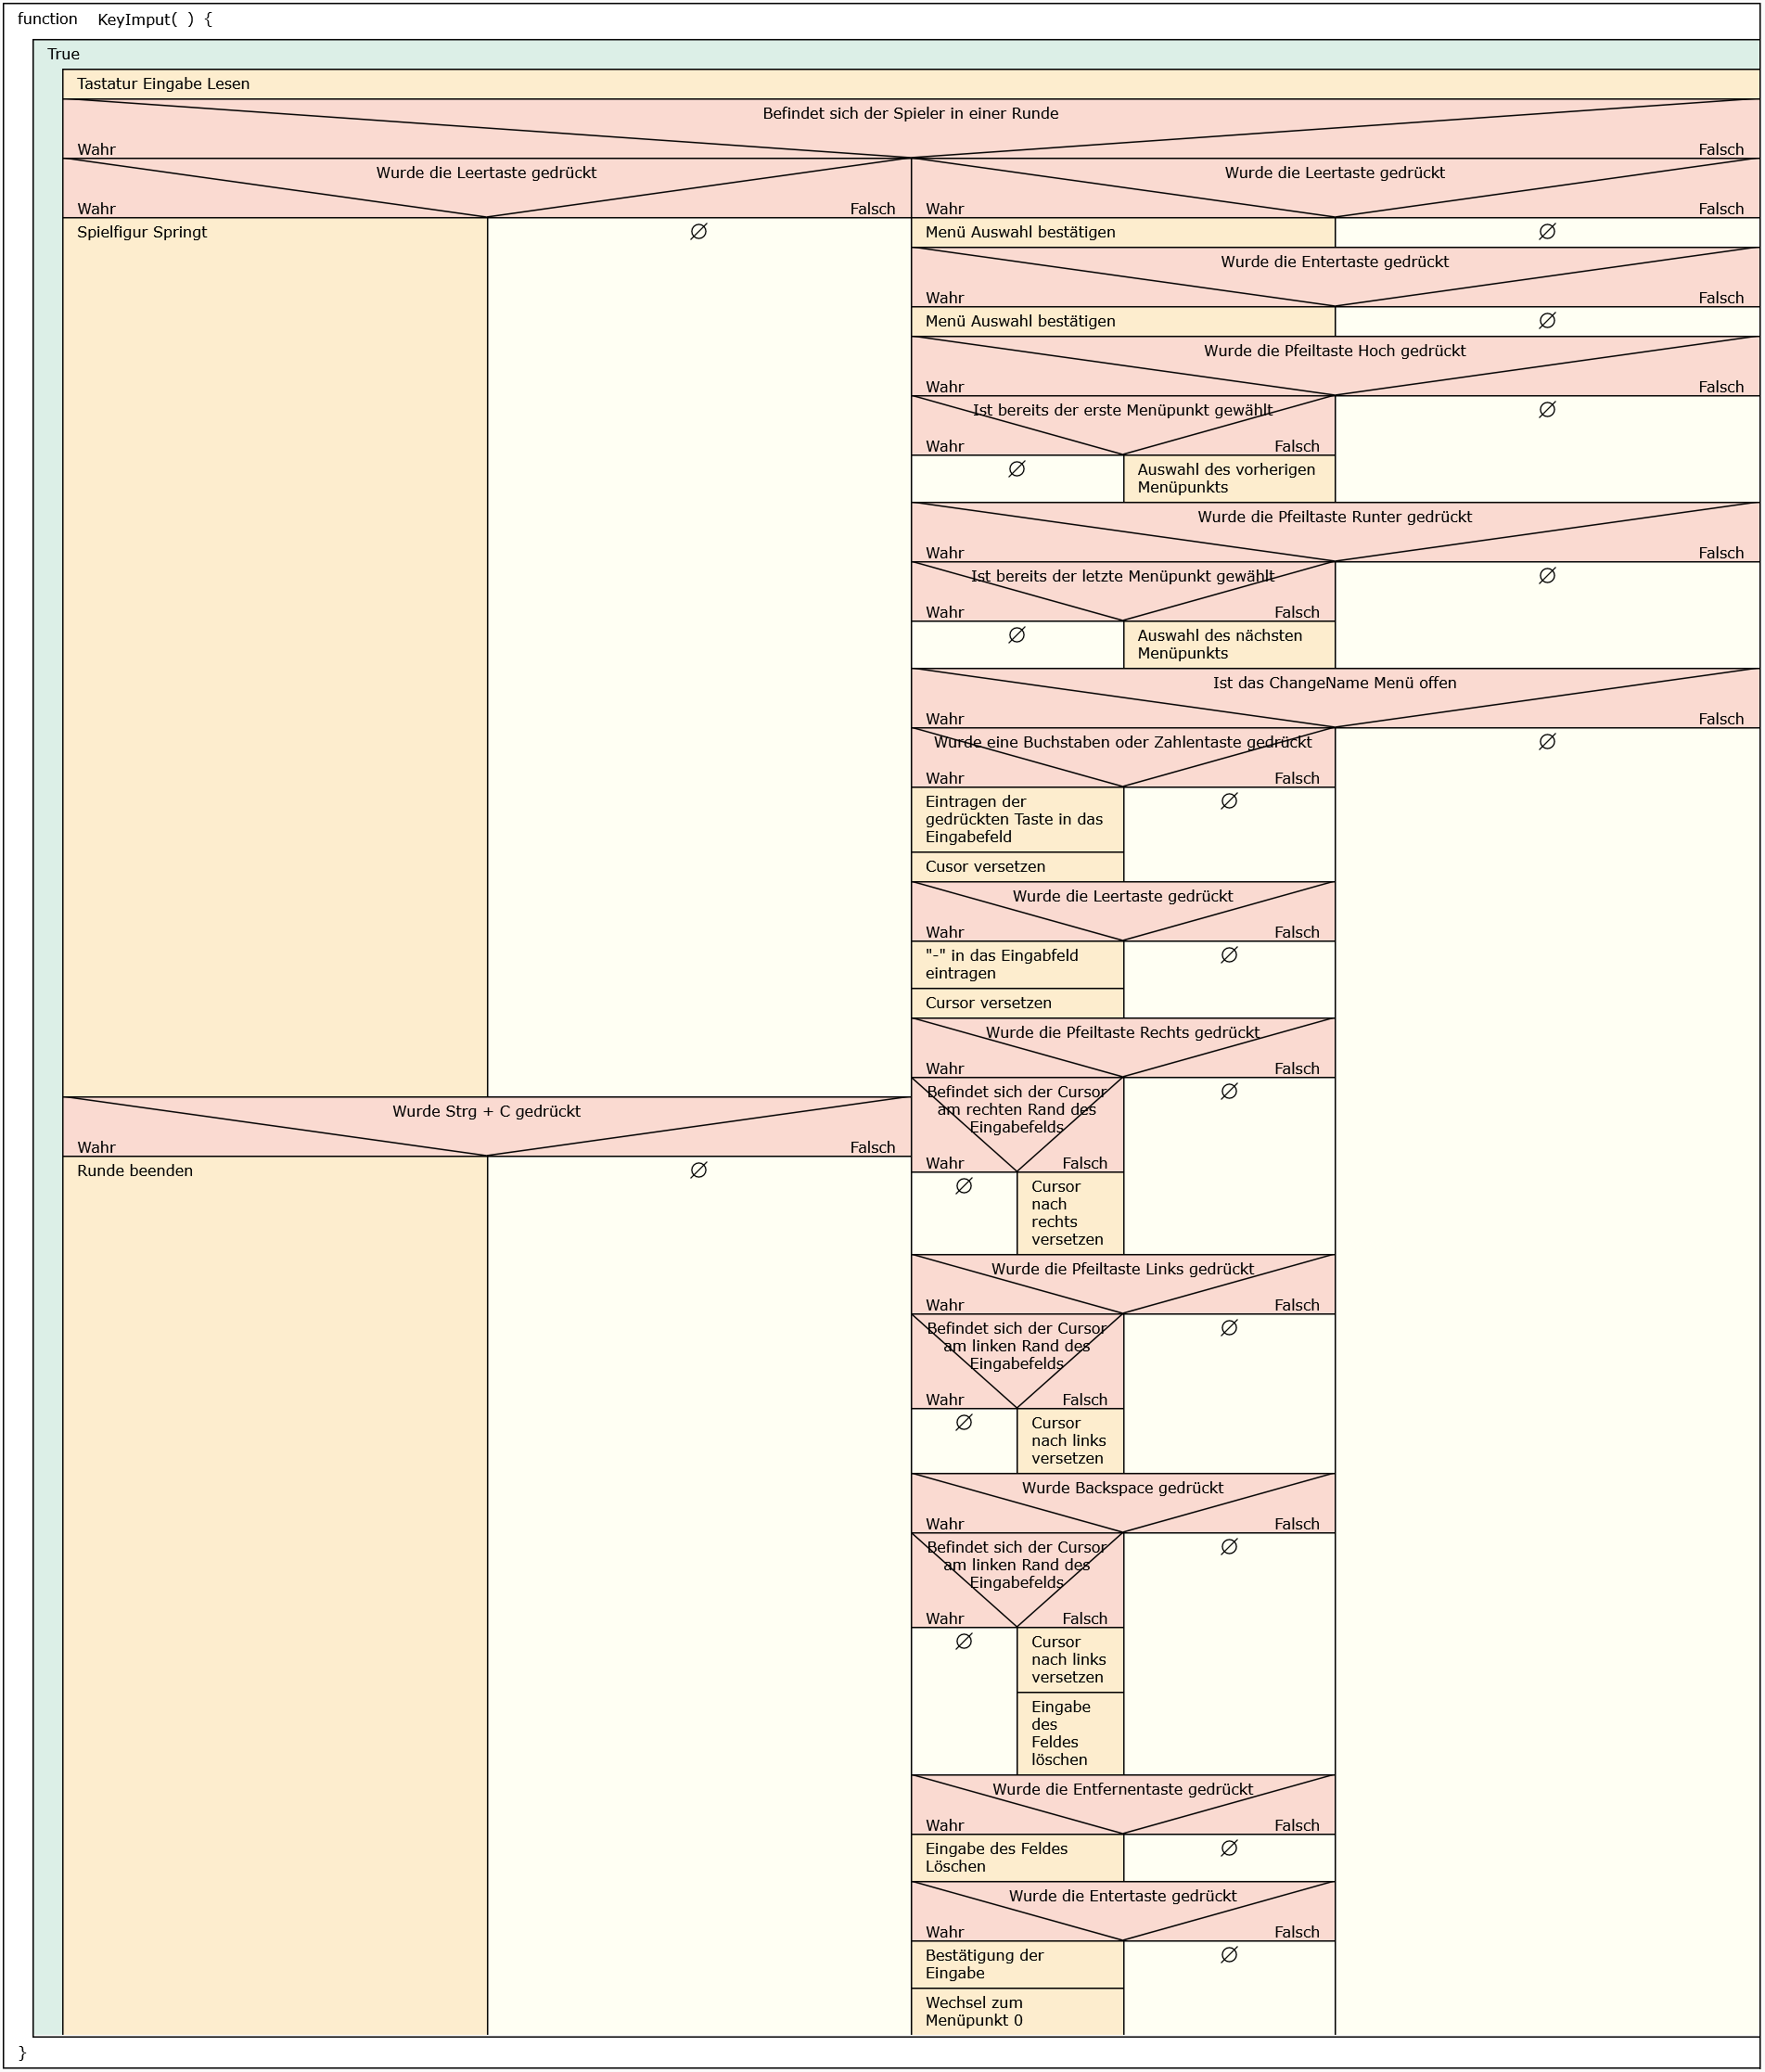 function KeyImput( ) {
True
Tastatur Eingabe Lesen
Befindet sich der Spieler in einer Runde
Wahr
Falsch
Wurde die Leertaste gedrückt
Wahr
Falsch
Spielfigur Springt
∅
Wurde Strg + C gedrückt
Wahr
Falsch
Runde beenden
∅
Wurde die Leertaste gedrückt
Wahr
Falsch
Menü Auswahl bestätigen
∅
Wurde die Entertaste gedrückt
Wahr
Falsch
Menü Auswahl bestätigen
∅
Wurde die Pfeiltaste Hoch gedrückt
Wahr
Falsch
Ist bereits der erste Menüpunkt gewählt
Wahr
Falsch
∅
Auswahl des vorherigen
Menüpunkts
∅
Wurde die Pfeiltaste Runter gedrückt
Wahr
Falsch
Ist bereits der letzte Menüpunkt gewählt
Wahr
Falsch
∅
Auswahl des nächsten
Menüpunkts
∅
Ist das ChangeName Menü offen
Wahr
Falsch
Wurde eine Buchstaben oder Zahlentaste gedrückt
Wahr
Falsch
Eintragen der
gedrückten Taste in das
Eingabefeld
Cusor versetzen
∅
∅
Wurde die Leertaste gedrückt
Wahr
Falsch
"-" in das Eingabfeld
eintragen
Cursor versetzen
∅
Wurde die Pfeiltaste Rechts gedrückt
Wahr
Falsch
Befindet sich der Cursor
am rechten Rand des
Eingabefelds
Wahr
Falsch
∅
Cursor
nach
rechts
versetzen
∅
Wurde die Pfeiltaste Links gedrückt
Wahr
Falsch
Befindet sich der Cursor
am linken Rand des
Eingabefelds
Wahr
Falsch
∅
Cursor
nach links
versetzen
∅
Wurde Backspace gedrückt
Wahr
Falsch
Befindet sich der Cursor
am linken Rand des
Eingabefelds
Wahr
Falsch
∅
Cursor
nach links
versetzen
Eingabe
des
Feldes
löschen
∅
Wurde die Entfernentaste gedrückt
Wahr
Falsch
Eingabe des Feldes
Löschen
∅
Wurde die Entertaste gedrückt
Wahr
Falsch
Bestätigung der
Eingabe
Wechsel zum
Menüpunkt 0
∅
}